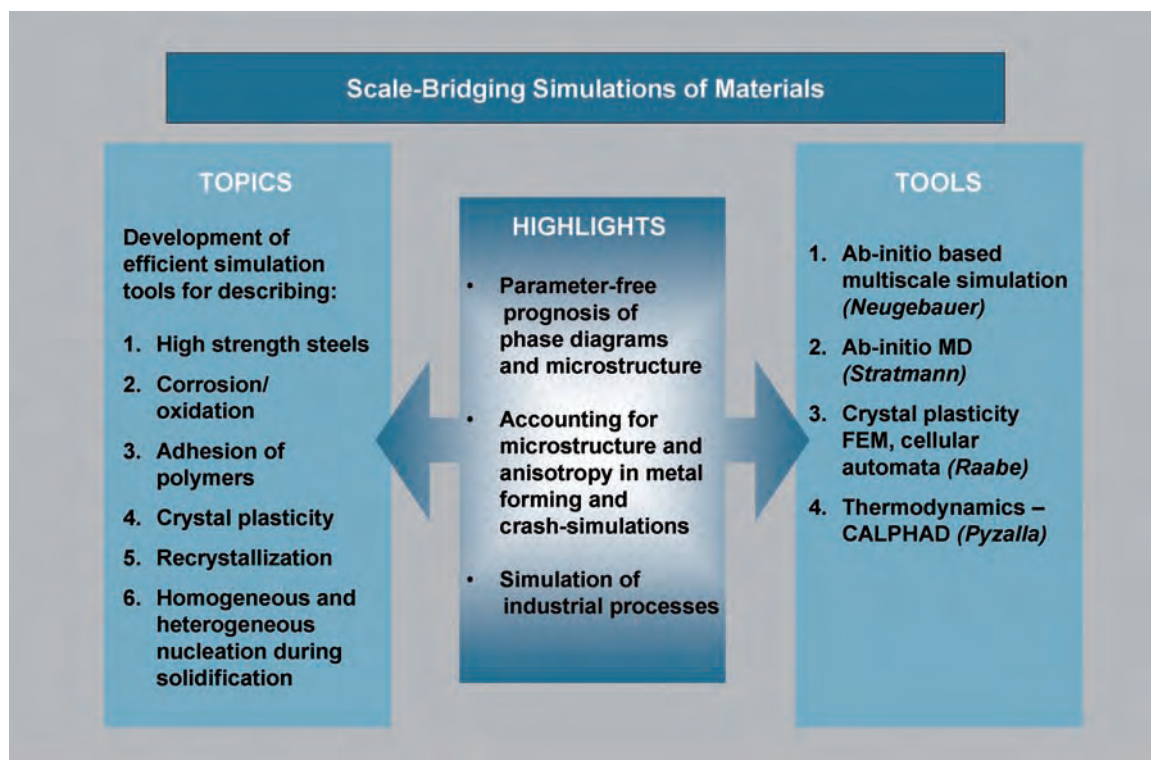 Scale-Bridging Simulations of Materials
TOPICS
Development of
efficient simulation
tools for describing:
1. High strength steels
2. Corrosion/
oxidation
3. Adhesion of
polymers
4. Crystal plasticity
5. Recrystallization
6. Homogeneous and
heterogeneous
nucleation during
solidification
HIGHLIGHTS
• Parameter-free
prognosis of
phase diagrams
and microstructure
• Accounting for
microstructure and
anisotropy in metal
forming and
crash-simulations
• Simulation of
industrial processes
TOOLS
1. Ab-initio based
multiscale simulation
(Neugebauer)
2. Ab-initio MD
(Stratmann)
3. Crystal plasticity
FEM, cellular
automata (Raabe)
4. Thermodynamics –
CALPHAD (Pyzalla)